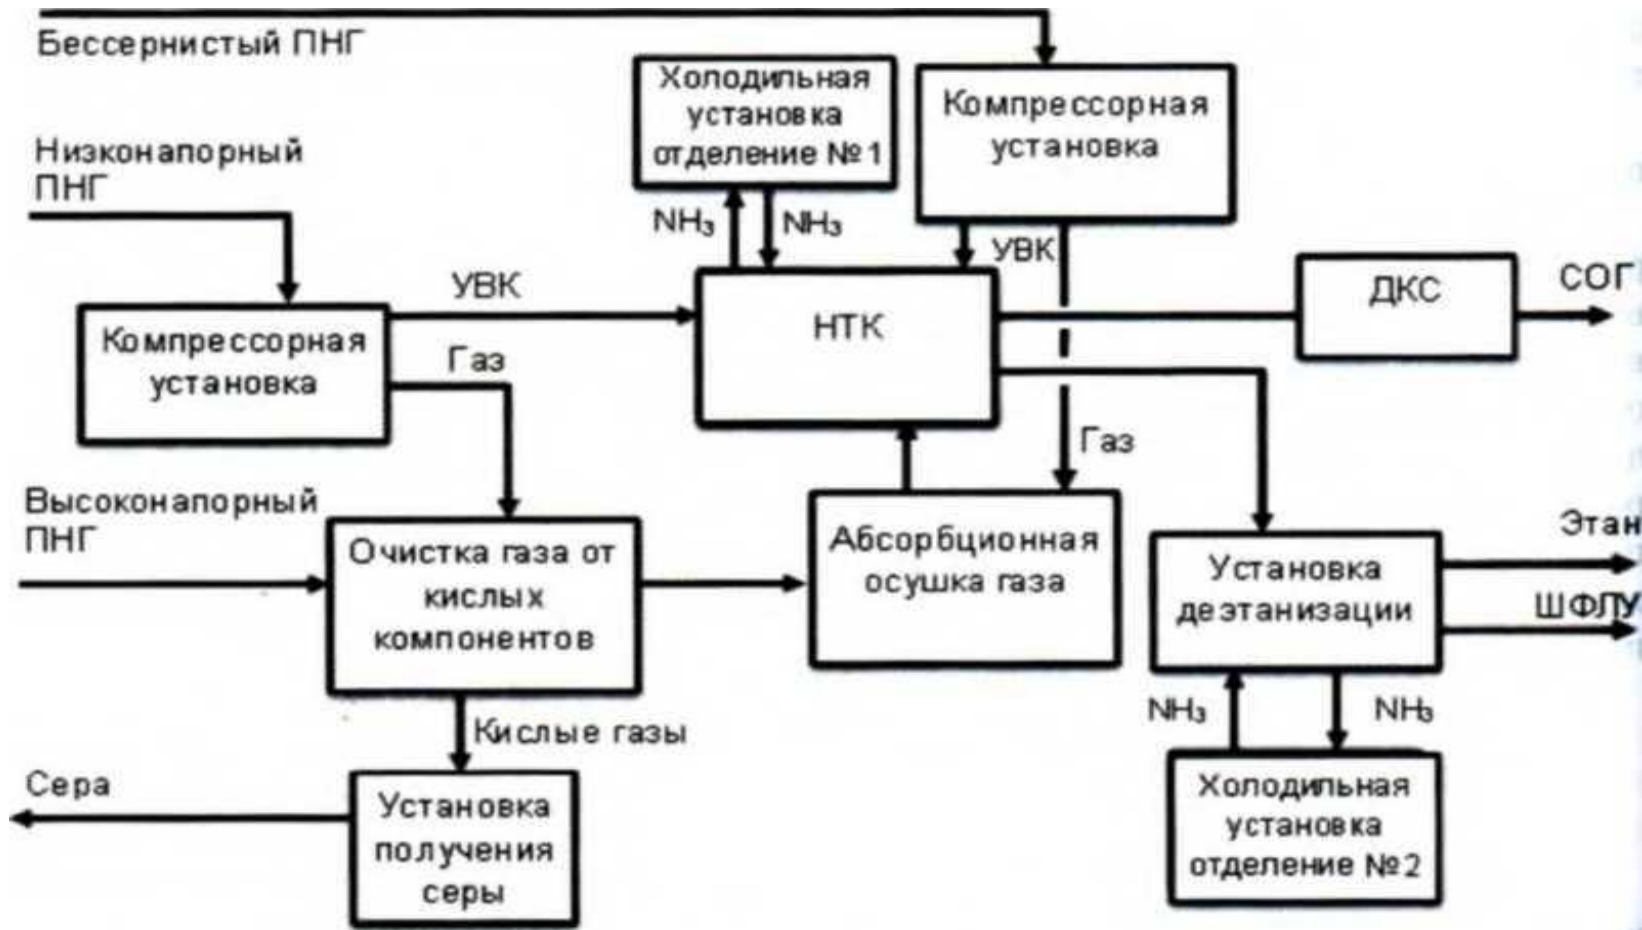 Бессернистый ПНГ
Холодильная
установка
отделение №1
Компрессорная
установка
Низконапорный
ПНГ
NH₃
NH₃
УВК
УВК
ДКС
СОГ
НТК
Компрессорная
установка
Газ
Газ
Высоконапорный
ПНГ
Очистка газа от
кислых
компонентов
Абсорбционная
осушка газа
Установка
деэтанизации
Этан
ШФЛУ
NH₃
NH₃
Кислые газы
Сера
Установка
получения
серы
Холодильная
установка
отделение №2